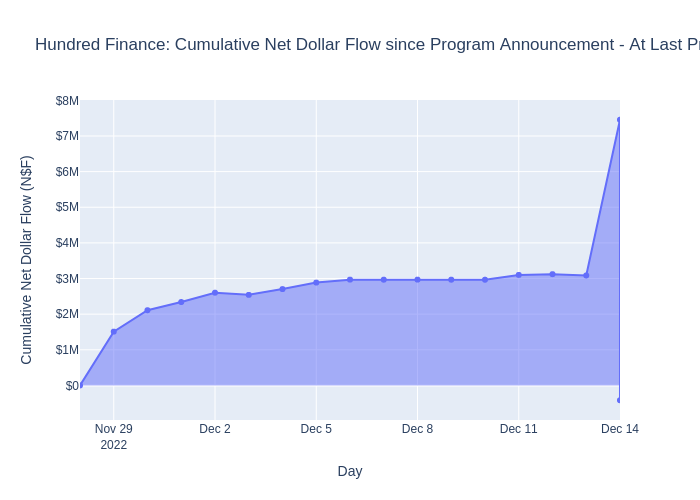 Hundred Finance: Cumulative Net Dollar Flow since Program Announcement - At Last
Cumulative Net Dollar Flow (N$F)
$8M
$7M
$6M
$5M
$4M
$3M
$2M
$1M
$0
Nov 29
2022
Dec 2
Dec 5
Dec 8
Dec 11
Dec 14
Day